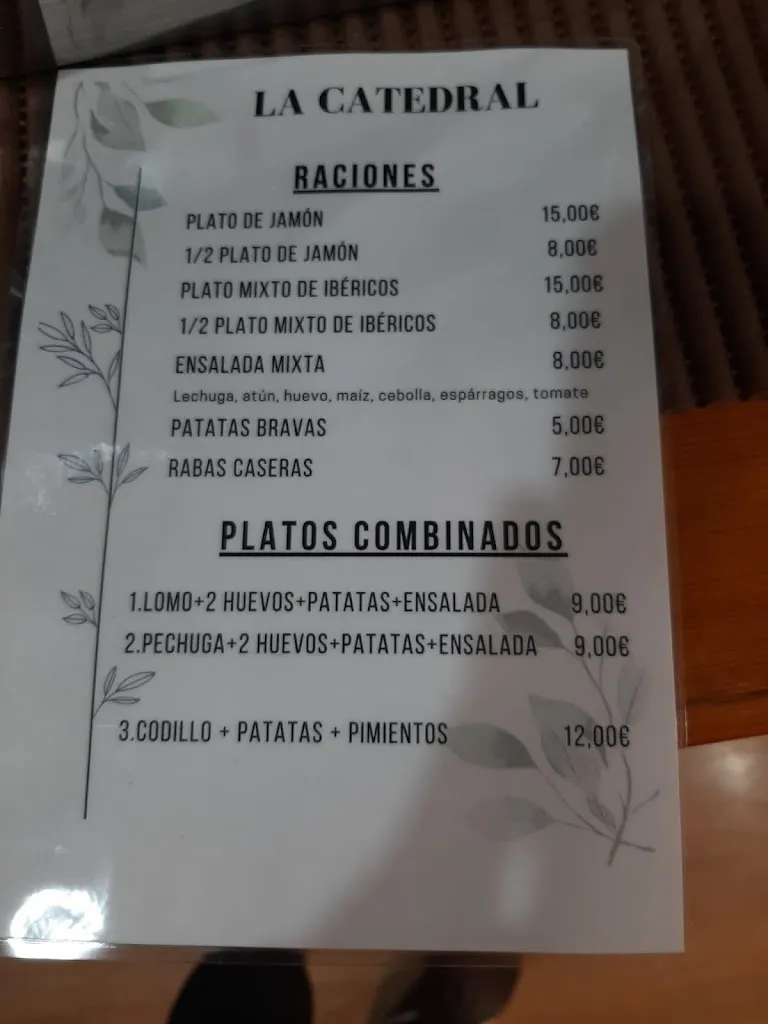 LA CATEDRAL
RACIONES
PLATO DE JAMÓN 15,00€
1/2 PLATO DE JAMÓN 8,00€
PLATO MIXTO DE IBÉRICOS 15,00€
1/2 PLATO MIXTO DE IBÉRICOS 8,00€
ENSALADA MIXTA 8,00€
Lechuga, atún, huevo, maíz, cebolla, espárragos, tomate
PATATAS BRAVAS 5,00€
RABAS CASERAS 7,00€
PLATOS COMBINADOS
1.LOMO+2 HUEVOS+PATATAS+ENSALADA 9,00€
2.PECHUGA+2 HUEVOS+PATATAS+ENSALADA 9,00€
3.CODILLO + PATATAS + PIMIENTOS 12,00€